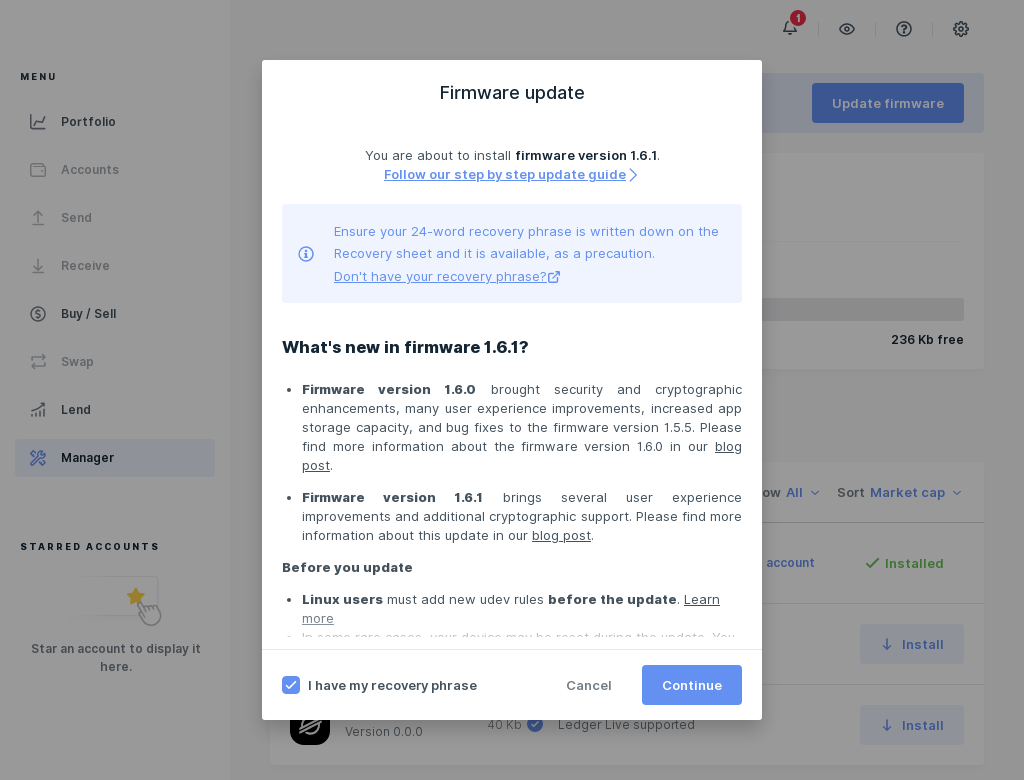 1
MENU
Portfolio
Accounts
Send
Receive
Buy / Sell
Swap
Lend
Manager
STARRED ACCOUNTS
Star an account to display it
here.
Update firmware
236 Kb free
All
Sort Market cap
account
Installed
Install
Install
Version 0.0.0
40 Kb
Ledger Live supported
Firmware update
You are about to install firmware version 1.6.1.
Follow our step by step update guide
Ensure your 24-word recovery phrase is written down on the
Recovery sheet and it is available, as a precaution.
Don't have your recovery phrase?
What's new in firmware 1.6.1?
• Firmware version 1.6.0 brought security and cryptographic
enhancements, many user experience improvements, increased app
storage capacity, and bug fixes to the firmware version 1.5.5. Please
find more information about the firmware version 1.6.0 in our blog
post.
• Firmware version 1.6.1 brings several user experience
improvements and additional cryptographic support. Please find more
information about this update in our blog post.
Before you update
• Linux users must add new udev rules before the update. Learn
more
• In some rare cases, your device may be reset during the update. You
I have my recovery phrase
Cancel
Continue